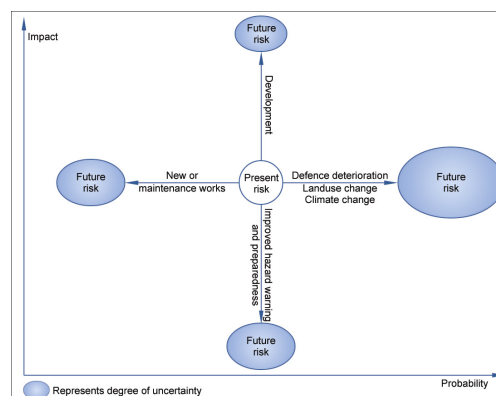 Impact
Future
risk
Development
Future
risk
New or
maintenance works
Present
risk
Defence deterioration
Landuse change
Climate change
Future
risk
Improved hazard warning
and preparedness
Future
risk
Represents degree of uncertainty
Probability